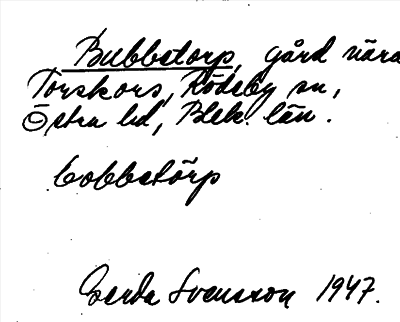 Bubbetorp, gård nära
Torskors, Rödeby sn,
Östra hd, Blek. län.
bobbetörp
Gerda Svensson 1947.